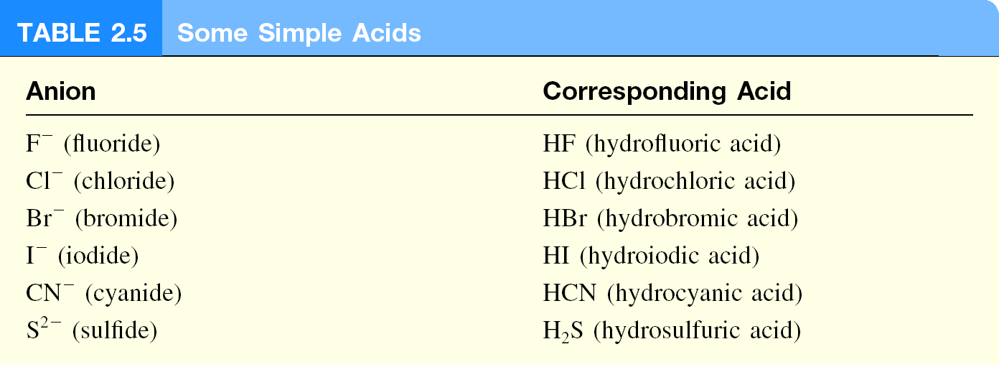 TABLE 2.5 Some Simple Acids
Anion Corresponding Acid
F⁻ (fluoride) HF (hydrofluoric acid)
Cl⁻ (chloride) HCl (hydrochloric acid)
Br⁻ (bromide) HBr (hydrobromic acid)
I⁻ (iodide) HI (hydroiodic acid)
CN⁻ (cyanide) HCN (hydrocyanic acid)
S²⁻ (sulfide) H₂S (hydrosulfuric acid)